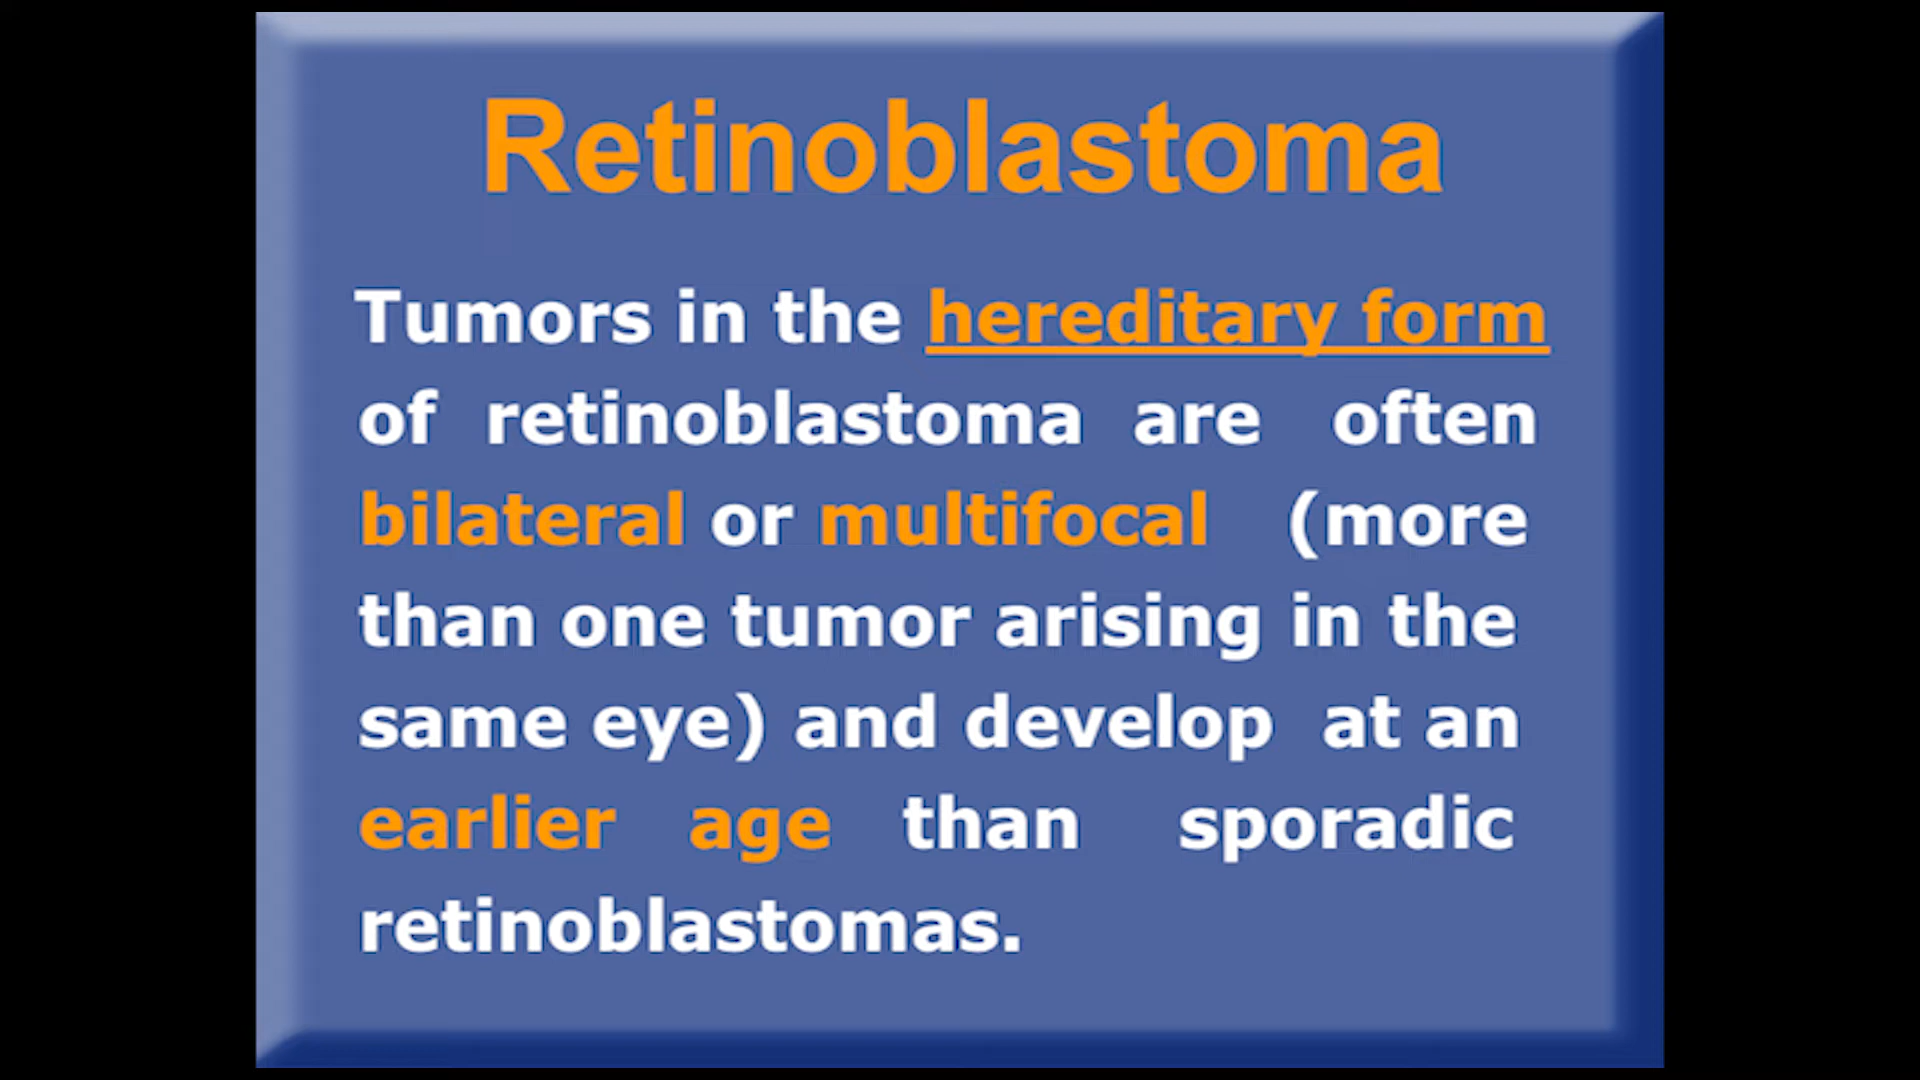 Retinoblastoma
Tumors in the hereditary form
of retinoblastoma are often
bilateral or multifocal (more
than one tumor arising in the
same eye) and develop at an
earlier age than sporadic
retinoblastomas.